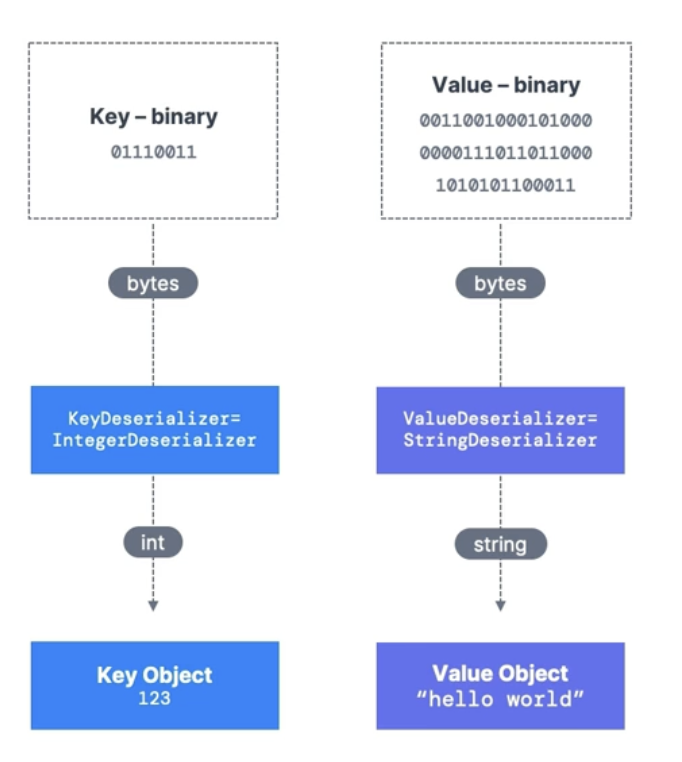 Key – binary
01110011
bytes
KeyDeserializer=
IntegerDeserializer
int
Key Object
123
Value – binary
0011001000101000
0000111011011000
1010101100011
bytes
ValueDeserializer=
StringDeserializer
string
Value Object
“hello world”